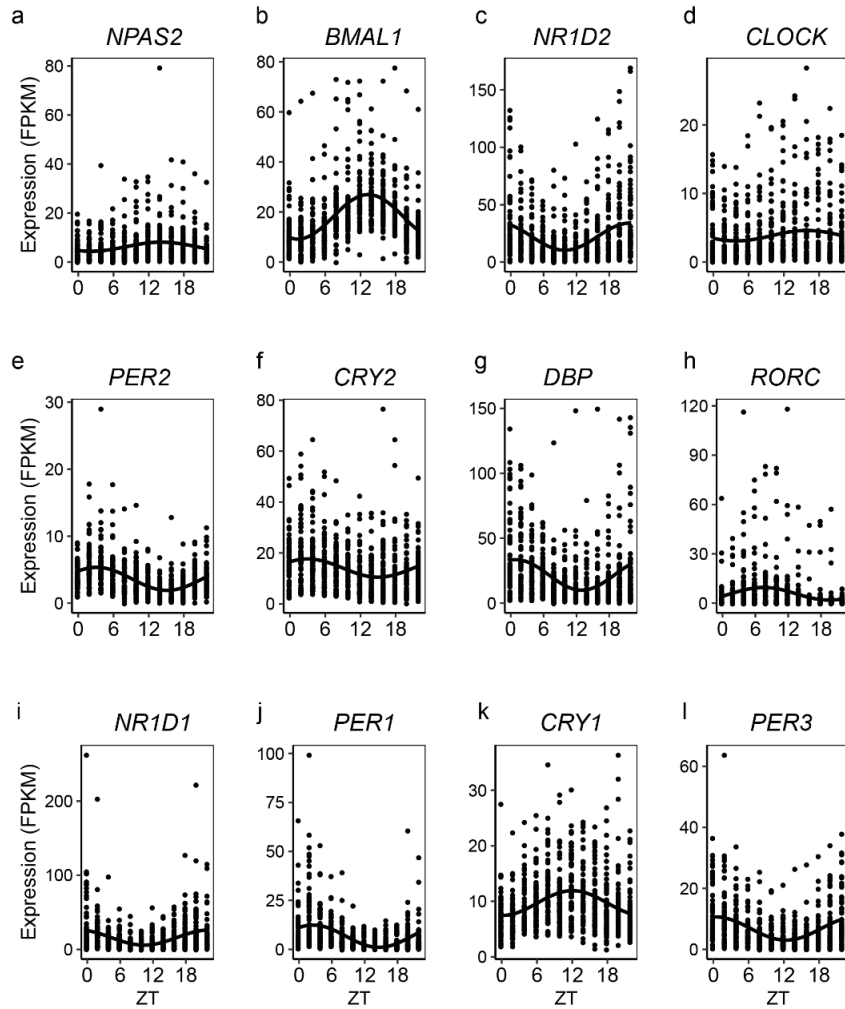 a b c d
NPAS2 BMAL1 NR1D2 CLOCK
Expression (FPKM)
80 60 40 20 0
80 60 40 20 0
150 100 50 0
20 10 0
0 6 12 18
0 6 12 18
0 6 12 18
0 6 12 18
e f g h
PER2 CRY2 DBP RORC
Expression (FPKM)
30 20 10 0
80 60 40 20 0
150 100 50 0
120 90 60 30 0
0 6 12 18
0 6 12 18
0 6 12 18
0 6 12 18
i j k l
NR1D1 PER1 CRY1 PER3
Expression (FPKM)
200 100 0
100 75 50 25 0
30 20 10 0
60 40 20 0
0 6 12 18
0 6 12 18
0 6 12 18
0 6 12 18
ZT ZT ZT ZT